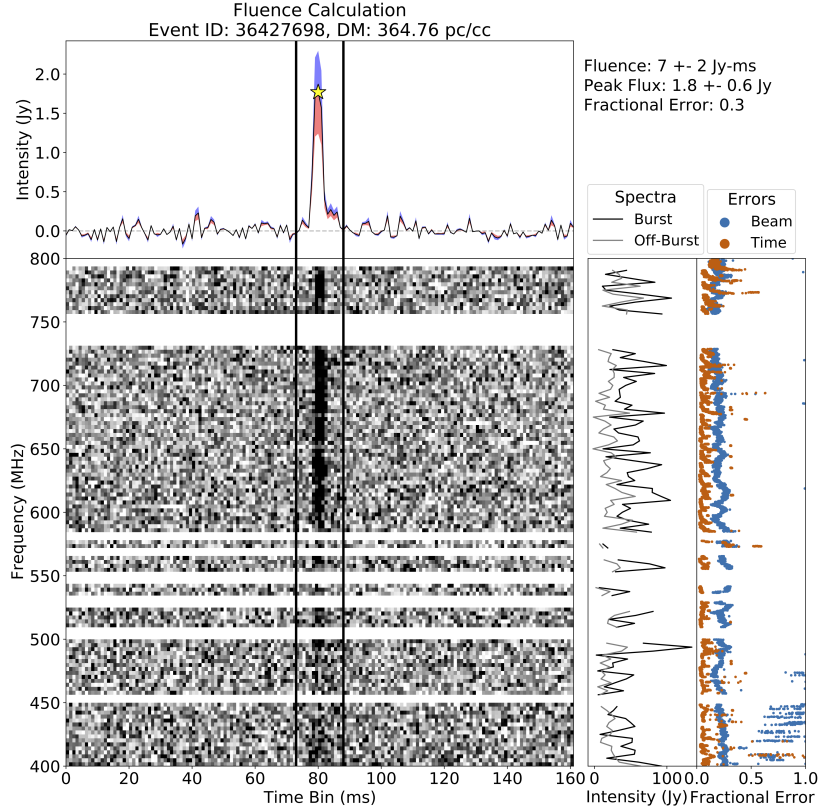 Fluence Calculation
Event ID: 36427698, DM: 364.76 pc/cc
Fluence: 7 +- 2 Jy-ms
Peak Flux: 1.8 +- 0.6 Jy
Fractional Error: 0.3
Intensity (Jy)
2.0
1.5
1.0
0.5
0.0
Spectra
Burst
Off-Burst
Errors
Beam
Time
Frequency (MHz)
800
750
700
650
600
550
500
450
400
0 20 40 60 80 100 120 140 160
Time Bin (ms)
0 100
Intensity (Jy)
0.0 0.5 1.0
Fractional Error